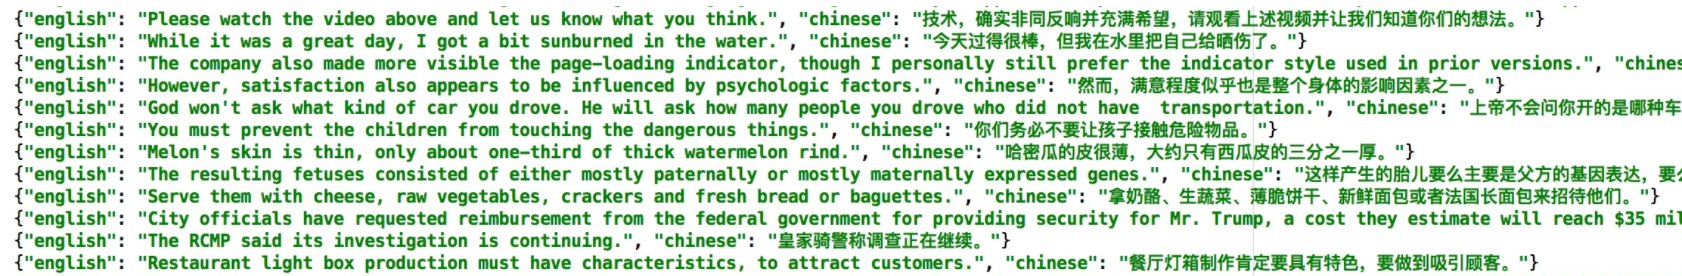 {"english": "Please watch the video above and let us know what you think.", "chinese": "技术，确实非同反响并充满希望，请观看上述视频并让我们知道你们的想法。"}
{"english": "While it was a great day, I got a bit sunburned in the water.", "chinese": "今天过得很棒，但我在水里把自己给晒伤了。"}
{"english": "The company also made more visible the page-loading indicator, though I personally still prefer the indicator style used in prior versions.", "chines
{"english": "However, satisfaction also appears to be influenced by psychologic factors.", "chinese": "然而，满意程度似乎也是整个身体的影响因素之一。"}
{"english": "God won't ask what kind of car you drove. He will ask how many people you drove who did not have  transportation.", "chinese": "上帝不会问你开的是哪种车
{"english": "You must prevent the children from touching the dangerous things.", "chinese": "你们务必不要让孩子接触危险物品。"}
{"english": "Melon's skin is thin, only about one-third of thick watermelon rind.", "chinese": "哈密瓜的皮很薄，大约只有西瓜皮的三分之一厚。"}
{"english": "The resulting fetuses consisted of either mostly paternally or mostly maternally expressed genes.", "chinese": "这样产生的胎儿要么主要是父方的基因表达，要么
{"english": "Serve them with cheese, raw vegetables, crackers and fresh bread or baguettes.", "chinese": "拿奶酪、生蔬菜、薄脆饼干、新鲜面包或者法国长面包来招待他们。"}
{"english": "City officials have requested reimbursement from the federal government for providing security for Mr. Trump, a cost they estimate will reach $35 mil
{"english": "The RCMP said its investigation is continuing.", "chinese": "皇家骑警称调查正在继续。"}
{"english": "Restaurant light box production must have characteristics, to attract customers.", "chinese": "餐厅灯箱制作肯定要具有特色，要做到吸引顾客。"}